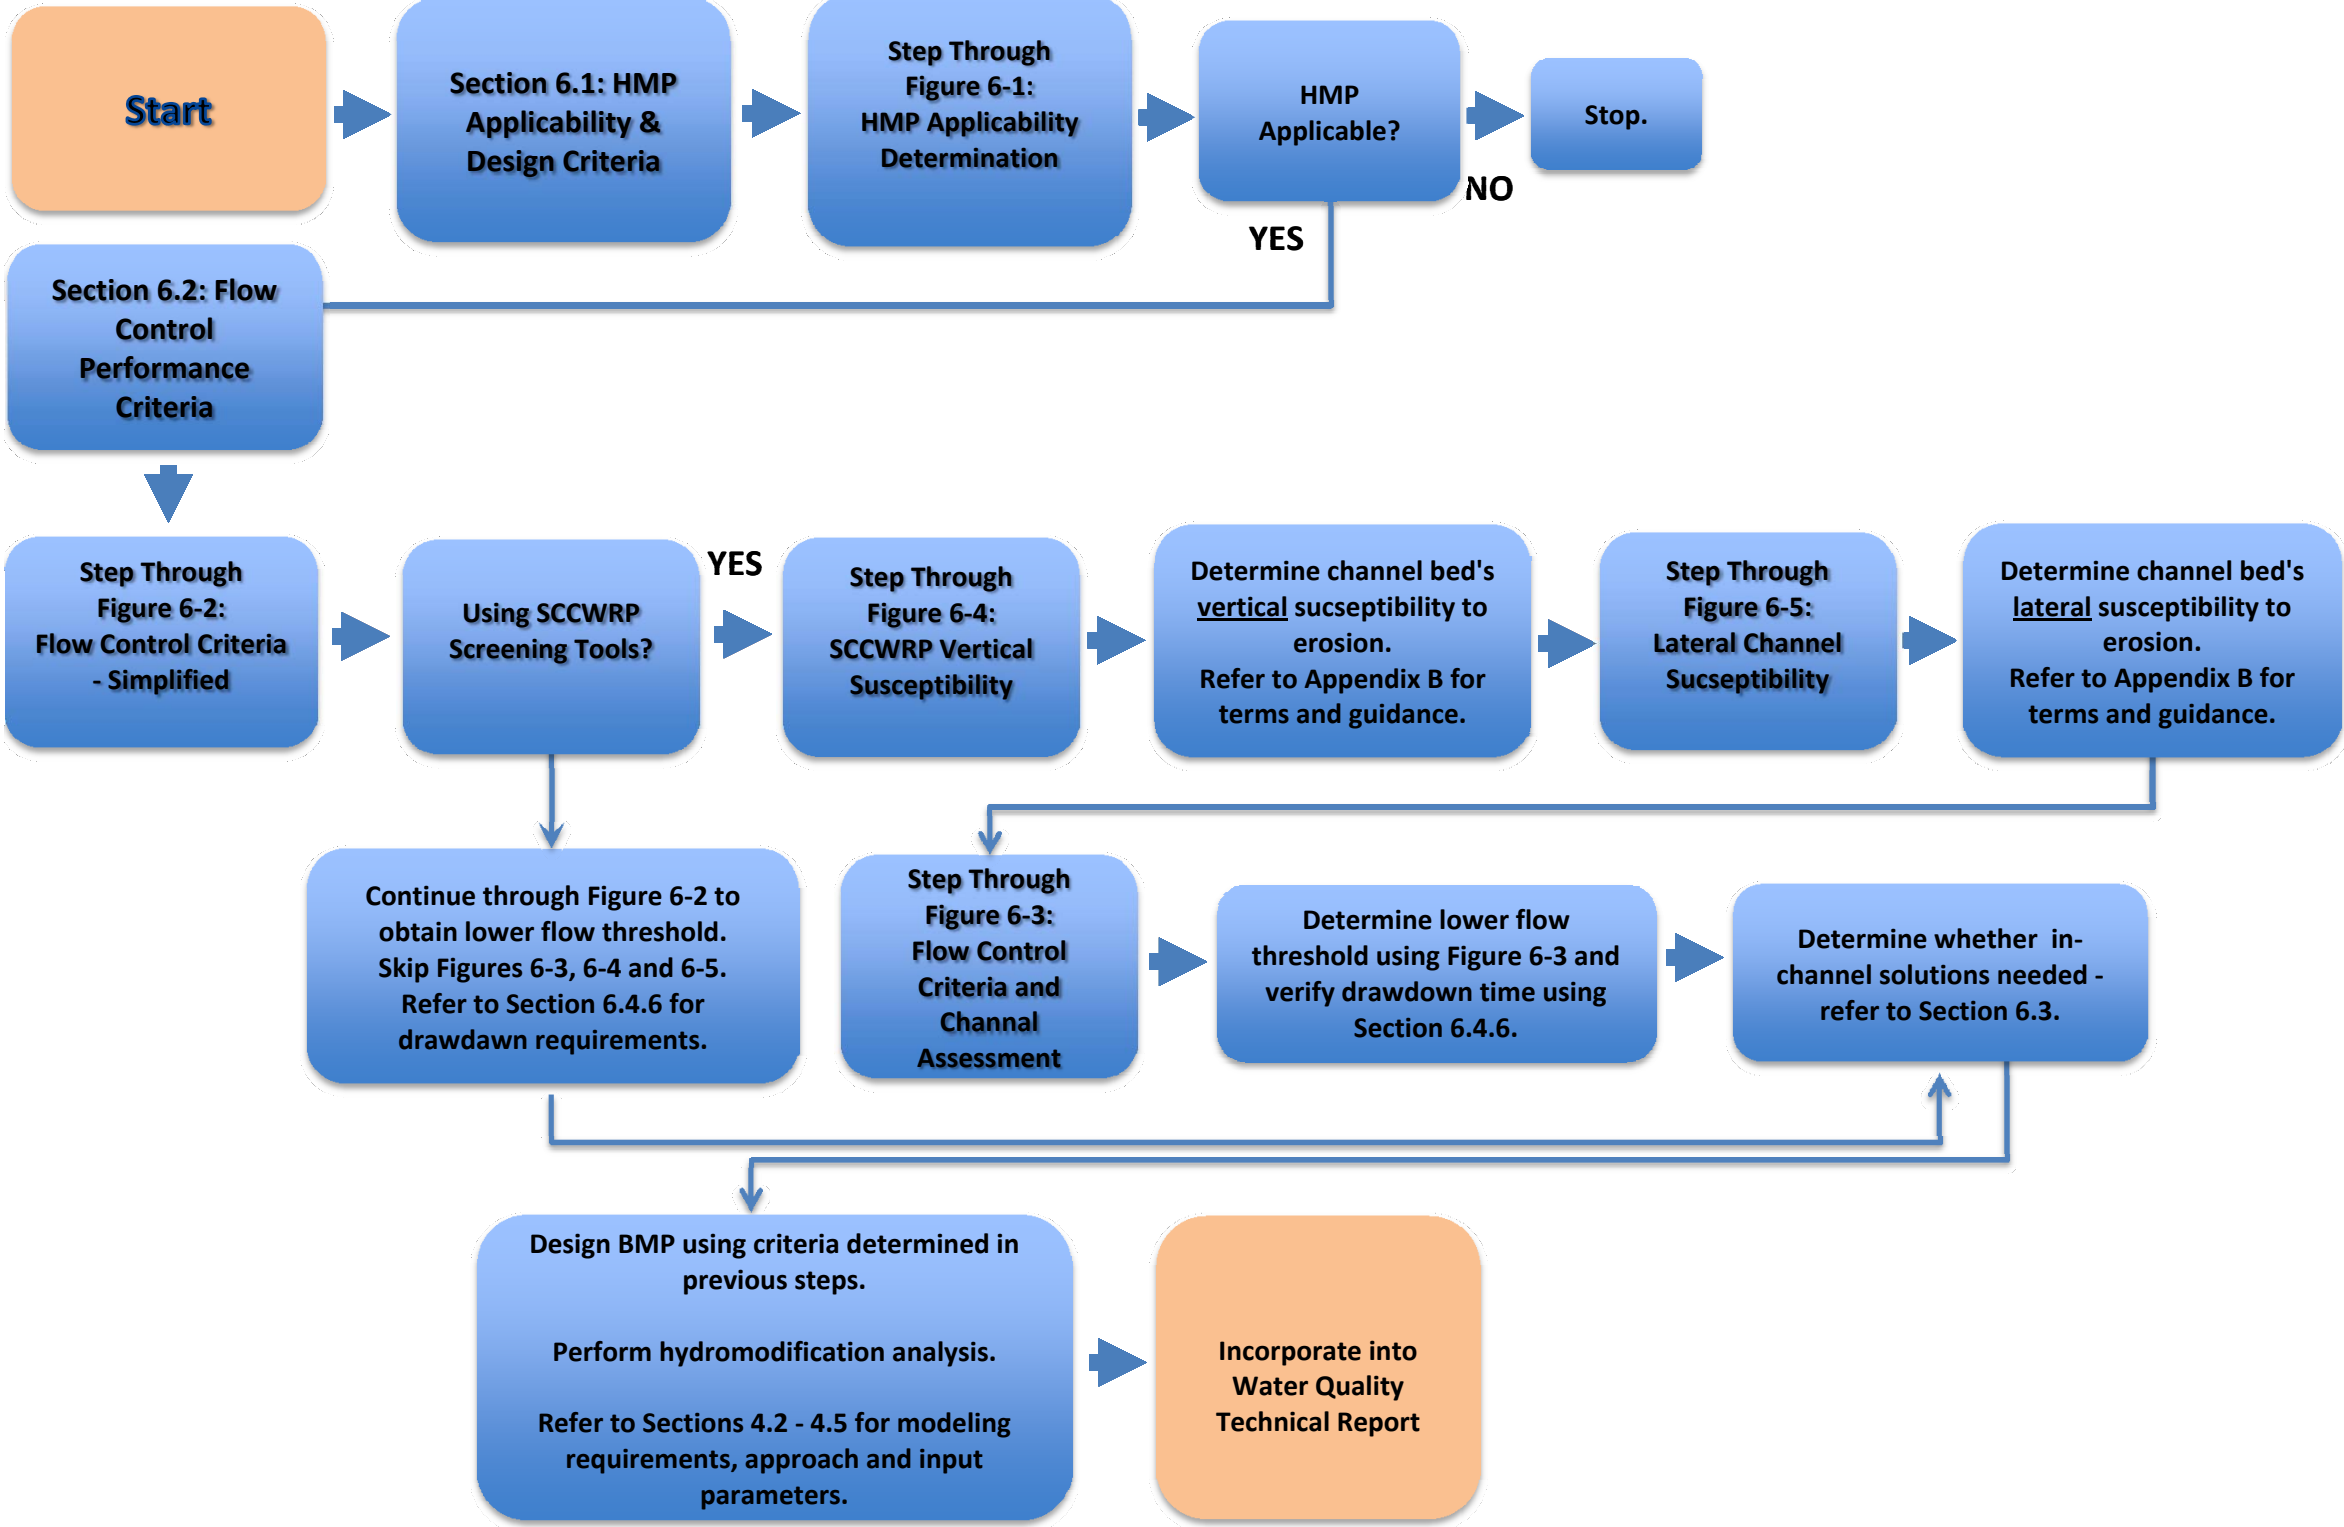 Start
Section 6.1: HMP
Applicability &
Design Criteria
Step Through
Figure 6-1:
HMP Applicability
Determination
HMP
Applicable?
Stop.
NO
YES
Section 6.2: Flow
Control
Performance
Criteria
Step Through
Figure 6-2:
Flow Control Criteria
- Simplified
Using SCCWRP
Screening Tools?
YES
Step Through
Figure 6-4:
SCCWRP Vertical
Susceptibility
Determine channel bed's
vertical sucseptibility to
erosion.
Refer to Appendix B for
terms and guidance.
Step Through
Figure 6-5:
Lateral Channel
Sucseptibility
Determine channel bed's
lateral susceptibility to
erosion.
Refer to Appendix B for
terms and guidance.
Continue through Figure 6-2 to
obtain lower flow threshold.
Skip Figures 6-3, 6-4 and 6-5.
Refer to Section 6.4.6 for
drawdawn requirements.
Step Through
Figure 6-3:
Flow Control
Criteria and
Channal
Assessment
Determine lower flow
threshold using Figure 6-3 and
verify drawdown time using
Section 6.4.6.
Determine whether in-
channel solutions needed -
refer to Section 6.3.
Design BMP using criteria determined in
previous steps.
Perform hydromodification analysis.
Refer to Sections 4.2 - 4.5 for modeling
requirements, approach and input
parameters.
Incorporate into
Water Quality
Technical Report